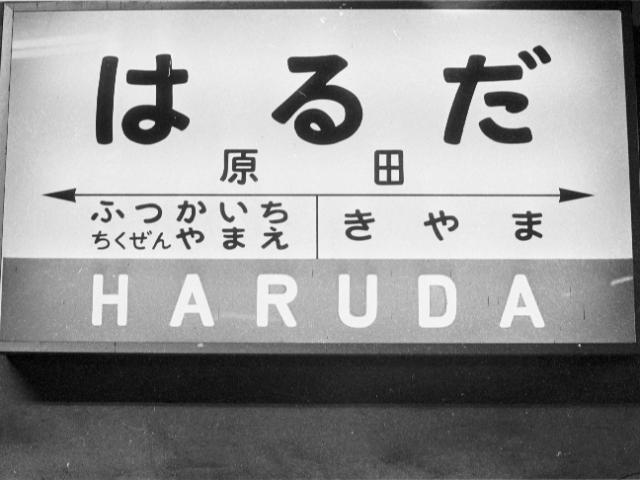 はるだ
原田
ふつかいち きやま
ちくぜんやまえ
HARUDA